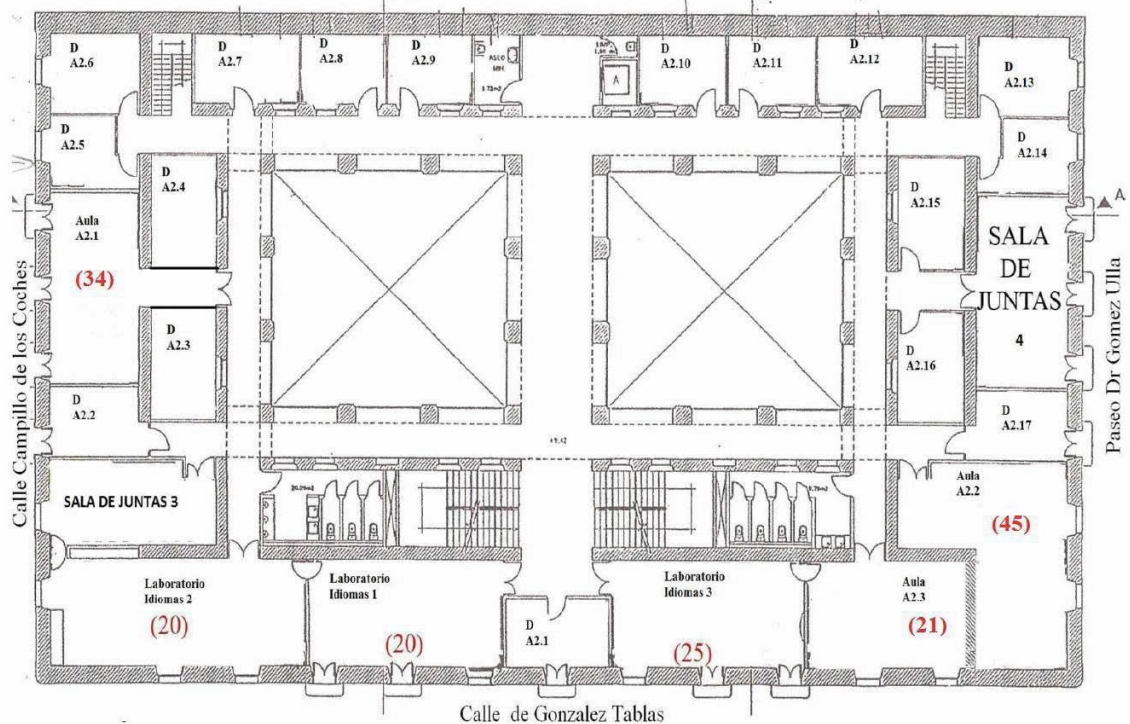 D
A2.6
D
A2.7
D
A2.8
D
A2.9
ASEO
MIN.
A
D
A2.10
D
A2.11
D
A2.12
D
A2.13
D
A2.5
D
A2.14
D
A2.4
D
A2.15
Aula
A2.1
(34)
A
SALA
DE
JUNTAS
4
D
A2.3
D
A2.16
D
A2.2
D
A2.17
Calle Campillo de los Coches
Paseo Dr Gomez Ulla
SALA DE JUNTAS 3
Aula
A2.2
(45)
Laboratorio
Idiomas 2
(20)
Laboratorio
Idiomas 1
(20)
D
A2.1
Laboratorio
Idiomas 3
(25)
Aula
A2.3
(21)
Calle de Gonzalez Tablas